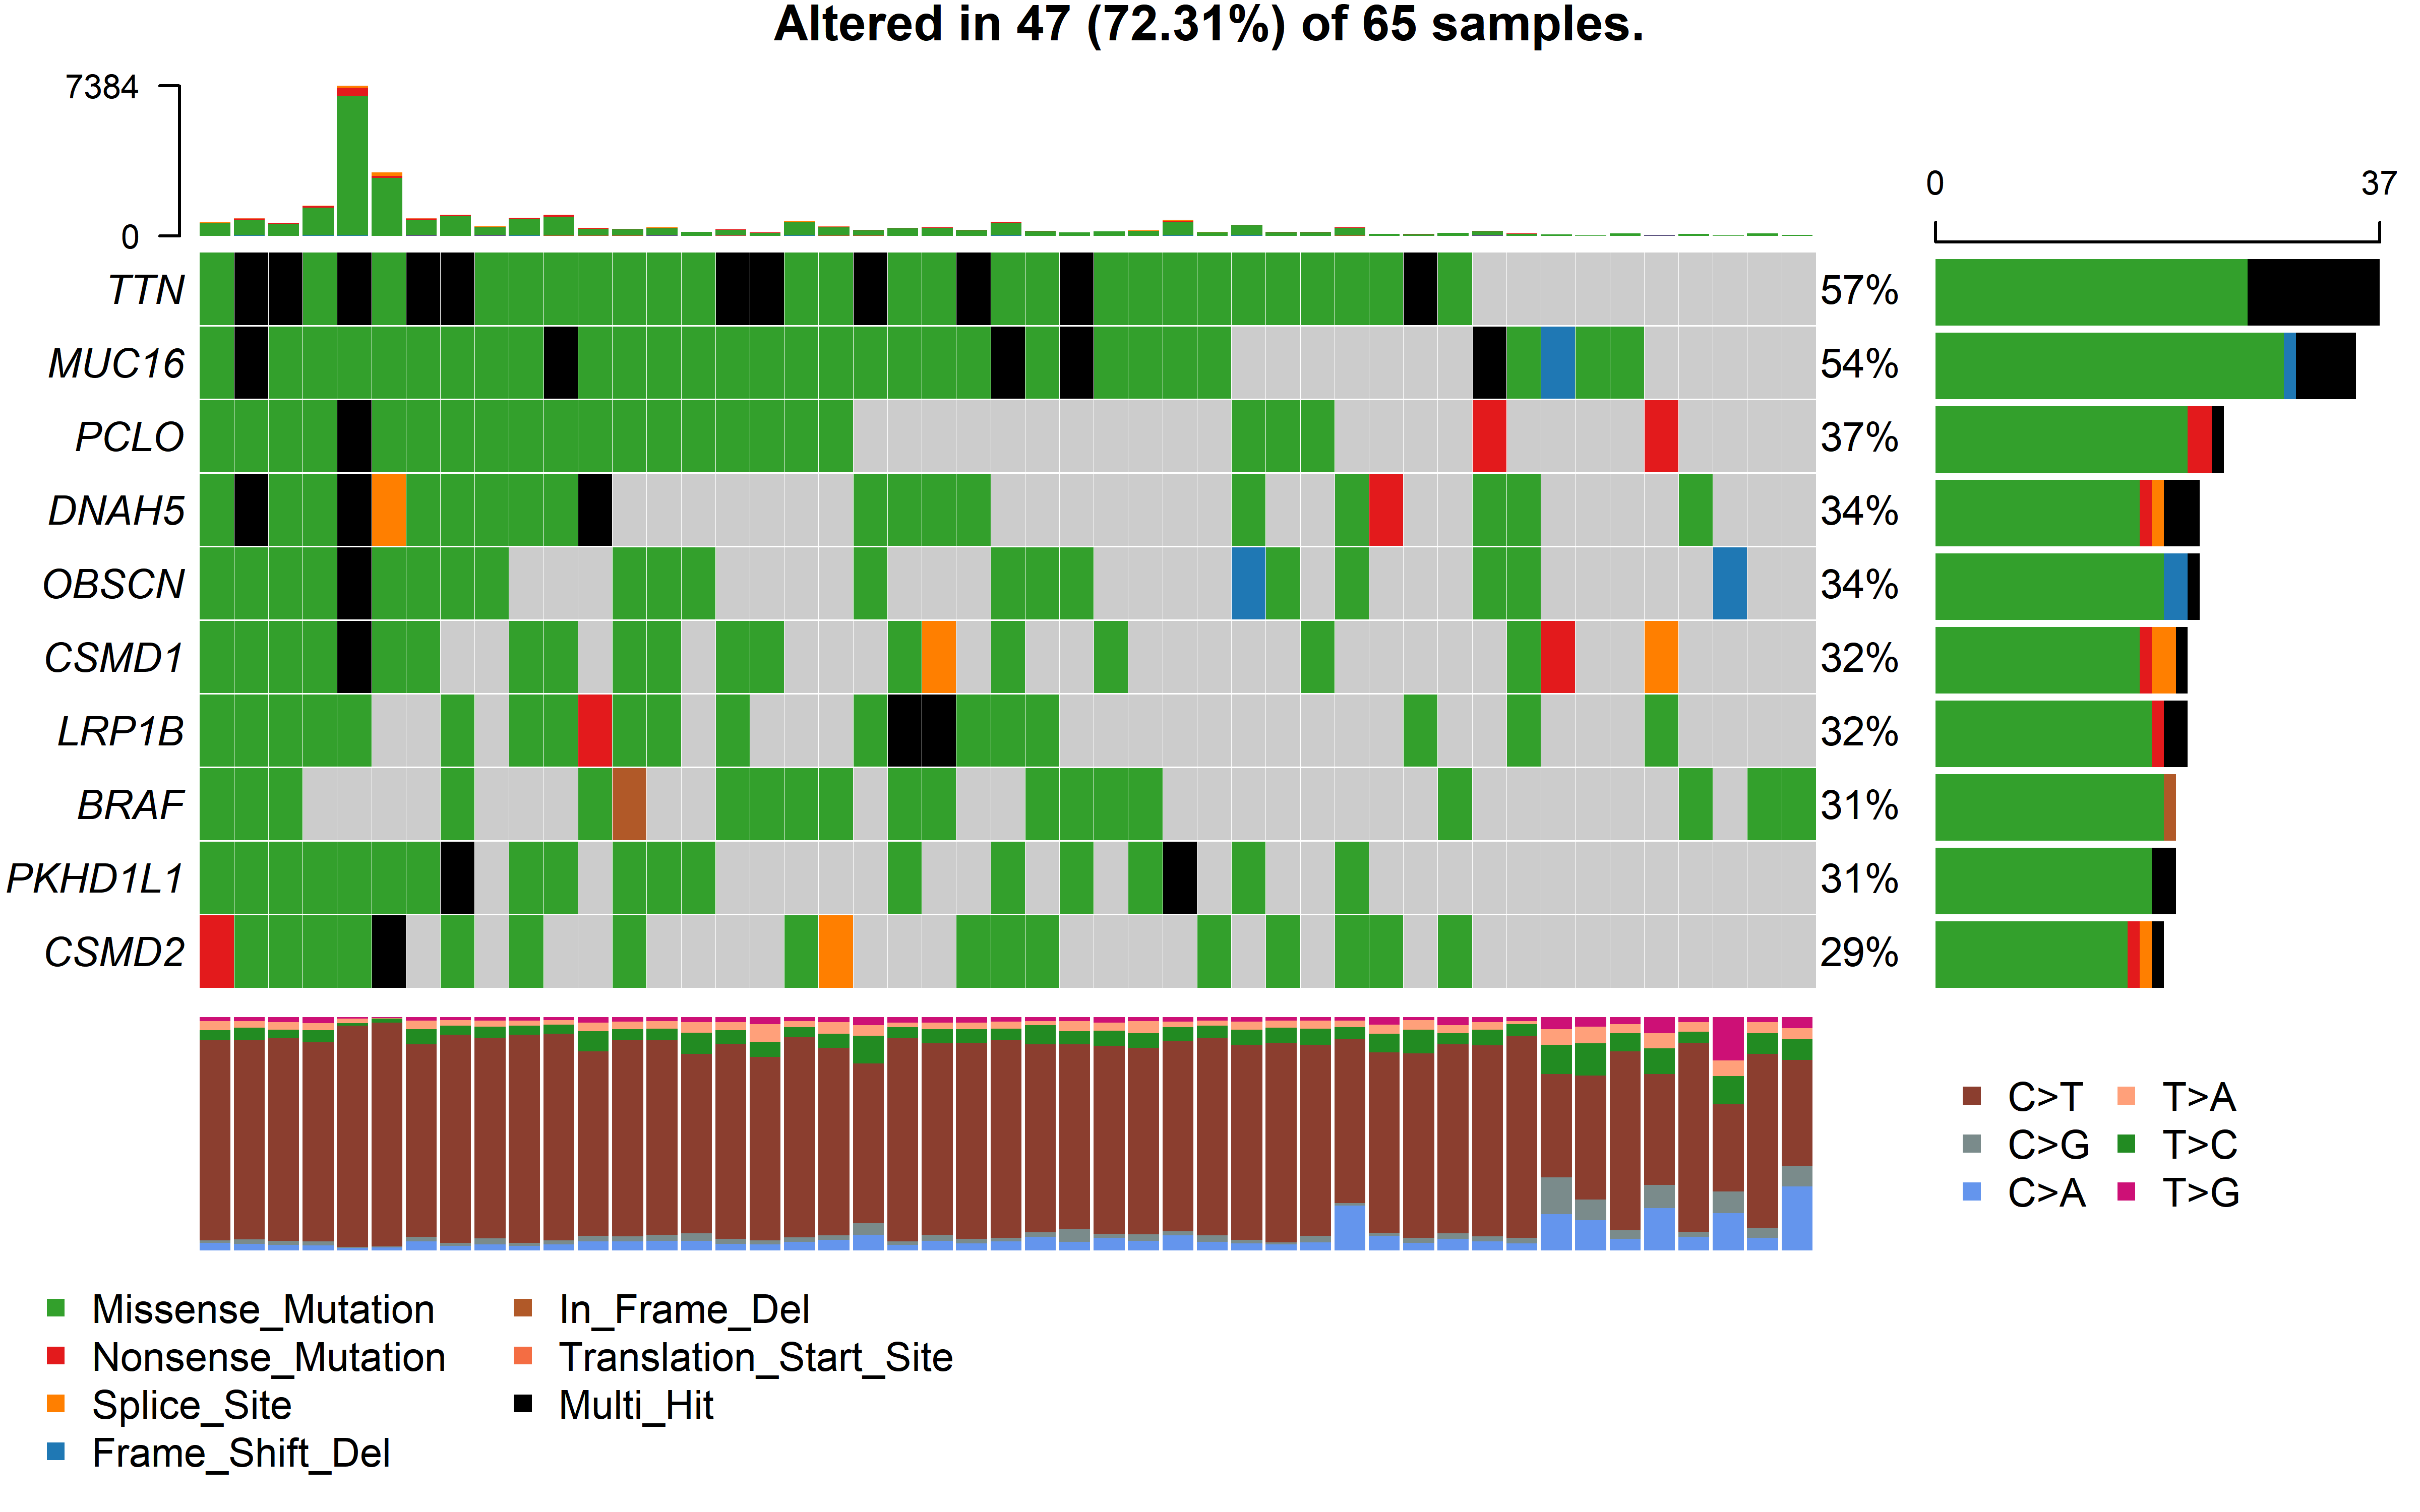 Altered in 47 (72.31%) of 65 samples.
7384
0
0 37
TTN 57%
MUC16 54%
PCLO 37%
DNAH5 34%
OBSCN 34%
CSMD1 32%
LRP1B 32%
BRAF 31%
PKHD1L1 31%
CSMD2 29%
C>T T>A
C>G T>C
C>A T>G
Missense_Mutation In_Frame_Del
Nonsense_Mutation Translation_Start_Site
Splice_Site Multi_Hit
Frame_Shift_Del